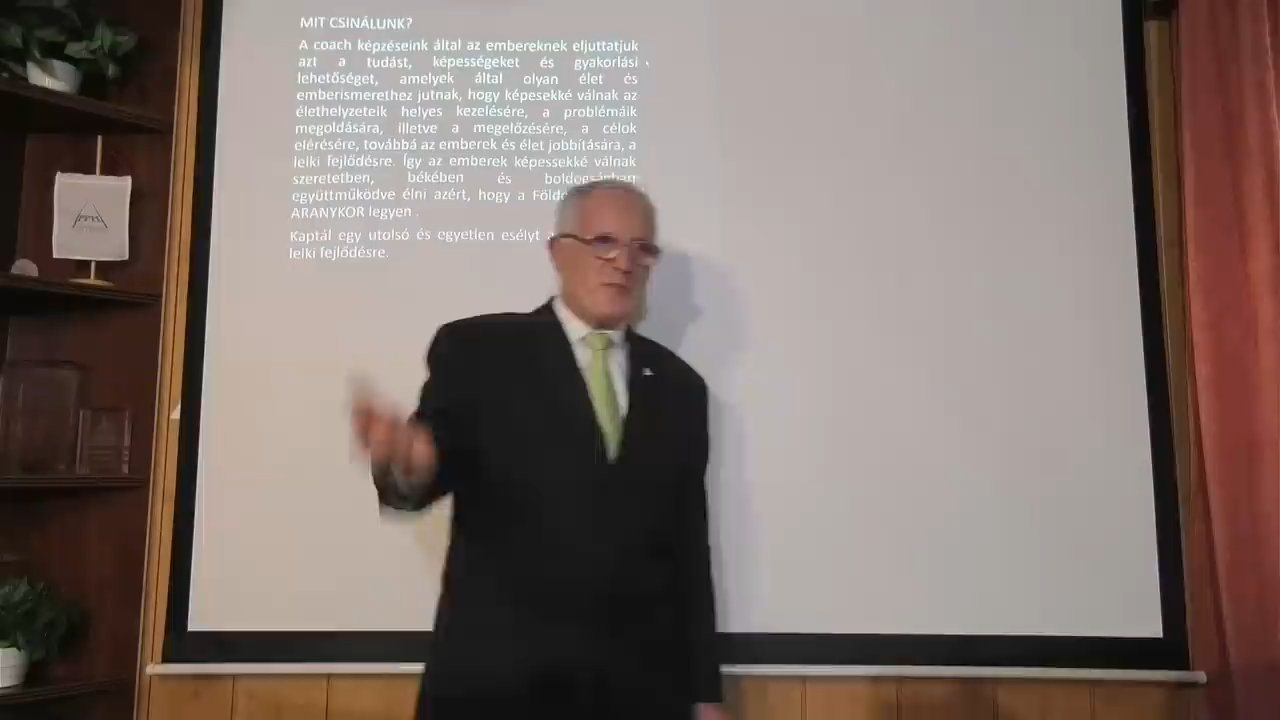 MIT CSINÁLUNK?
A coach képzéseink által az embereknek eljuttatjuk
azt a tudást, képességeket és gyakorlási
lehetőséget, amelyek által olyan élet és
emberismerethez jutnak, hogy képesekké válnak az
élethelyzeteik helyes kezelésére, a problémáik
megoldására, illetve a megelőzésére, a célok
elérésére, továbbá az emberek és élet jobbítására, a
lelki fejlődésre. Így az emberek képessekké válnak
szeretetben, békében és boldogságban
együttműködve élni azért, hogy a
ARANYKOR legyen .
Kaptál egy utolsó és egyetlen esélyt
lelki fejlődésre.